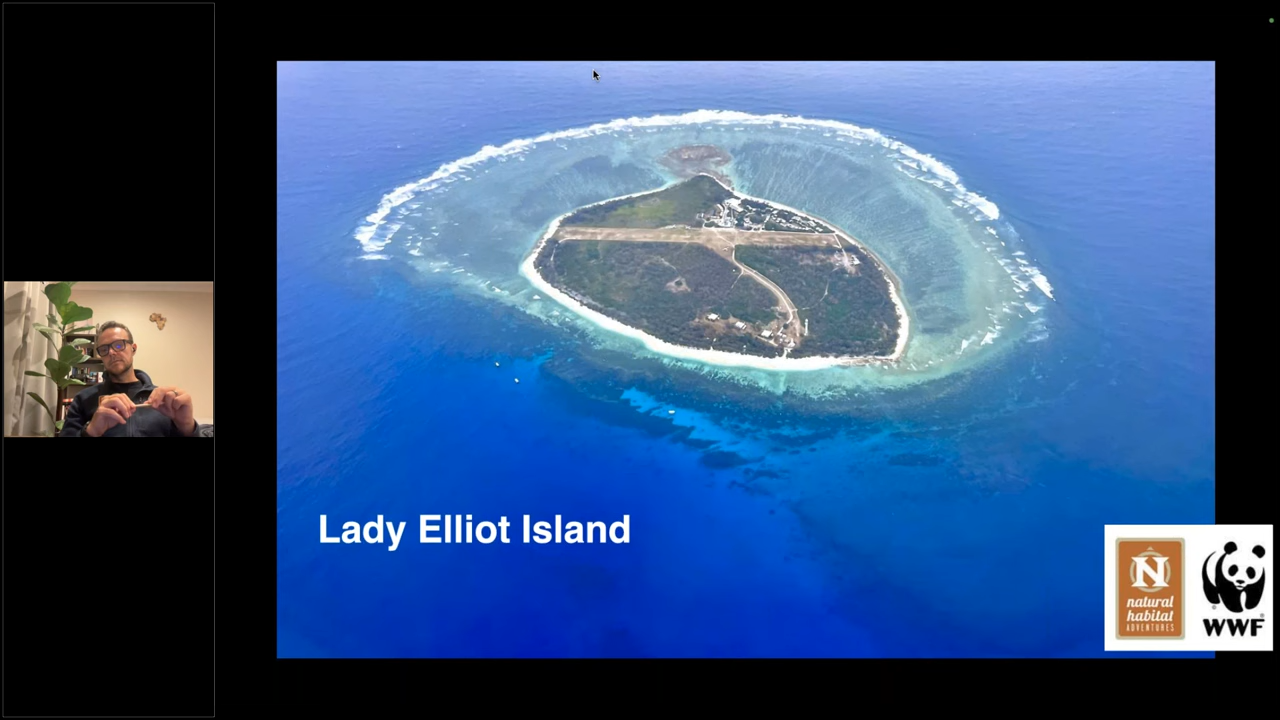 Lady Elliot Island
N
natural
habitat
ADVENTURES
WWF